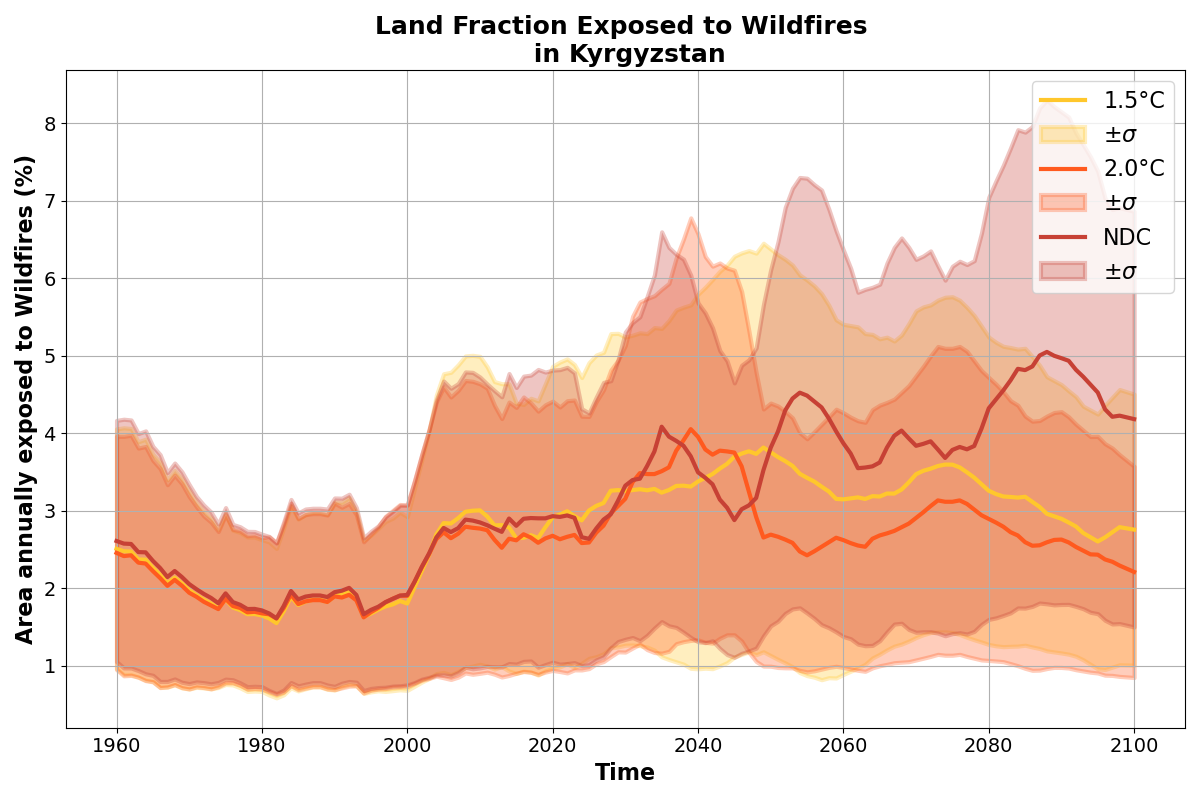 Land Fraction Exposed to Wildfires
in Kyrgyzstan
Area annually exposed to Wildfires (%)
8
7
6
5
4
3
2
1
1960
1980
2000
2020
2040
2060
2080
2100
Time
1.5°C
±σ
2.0°C
±σ
NDC
±σ